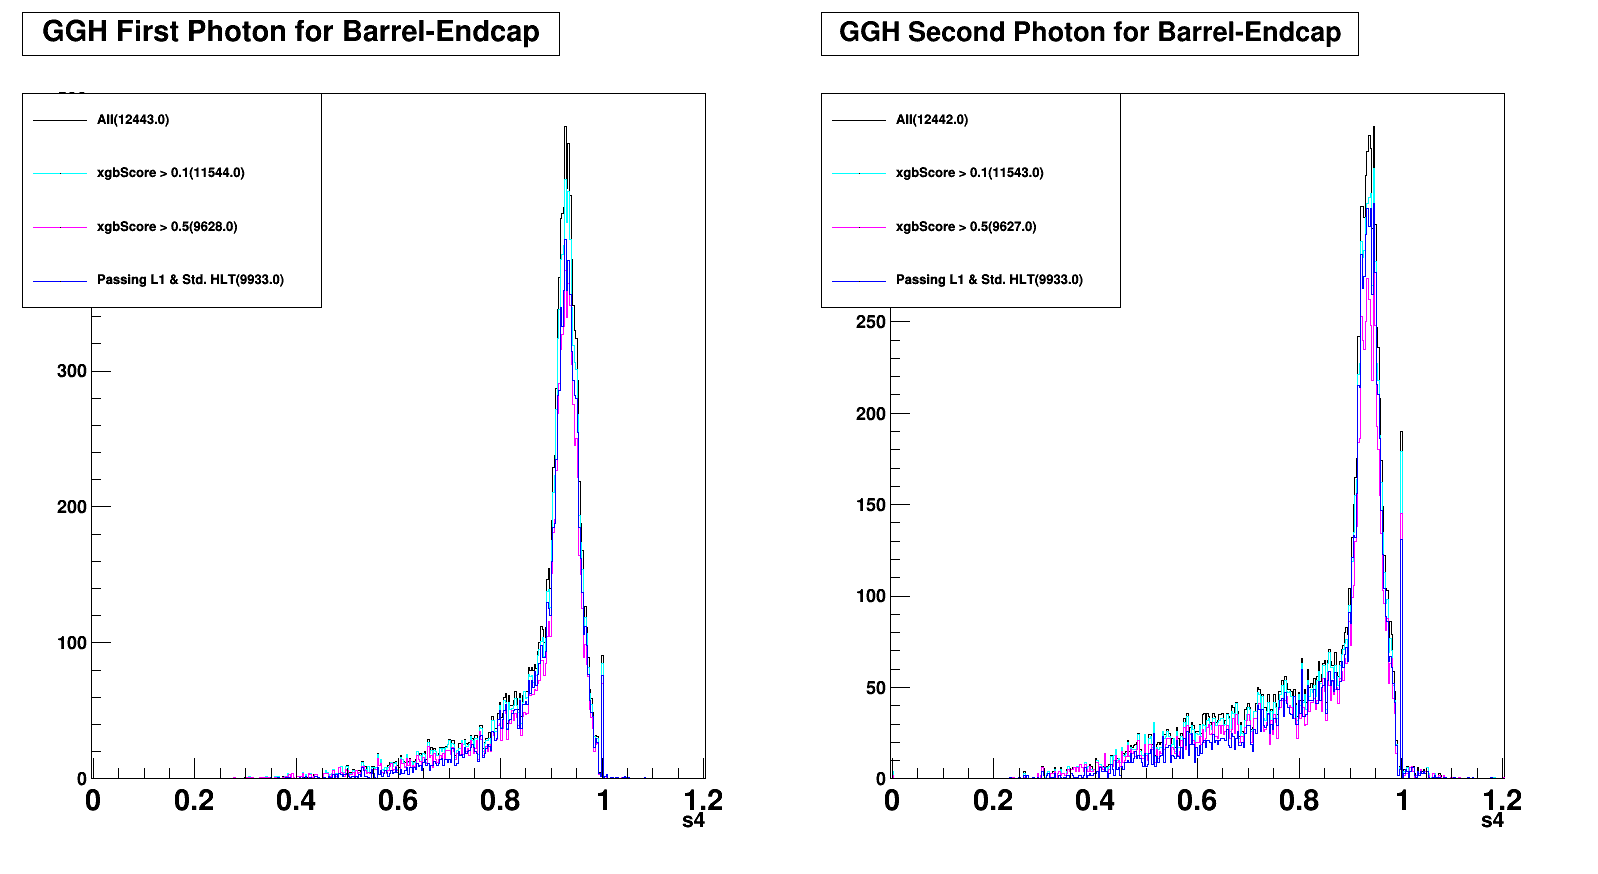 GGH First Photon for Barrel-Endcap
All(12443.0)
xgbScore > 0.1(11544.0)
xgbScore > 0.5(9628.0)
Passing L1 & Std. HLT(9933.0)
300
200
100
0
0 0.2 0.4 0.6 0.8 1 1.2
s4
GGH Second Photon for Barrel-Endcap
All(12442.0)
xgbScore > 0.1(11543.0)
xgbScore > 0.5(9627.0)
Passing L1 & Std. HLT(9933.0)
250
200
150
100
50
0
0 0.2 0.4 0.6 0.8 1 1.2
s4